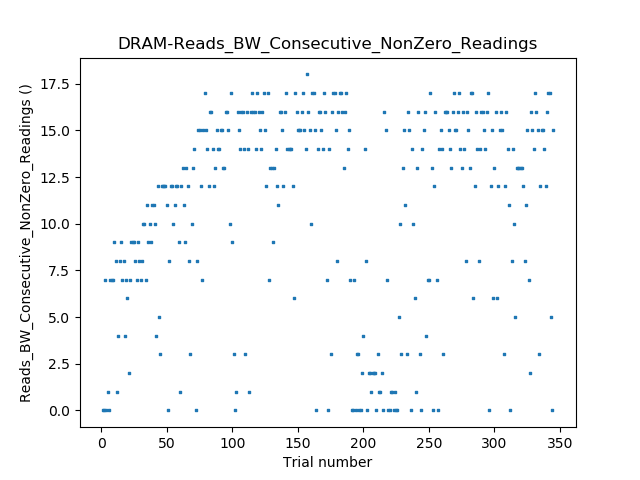 DRAM-Reads_BW_Consecutive_NonZero_Readings
Reads_BW_Consecutive_NonZero_Readings ()
17.5
15.0
12.5
10.0
7.5
5.0
2.5
0.0
0 50 100 150 200 250 300 350
Trial number